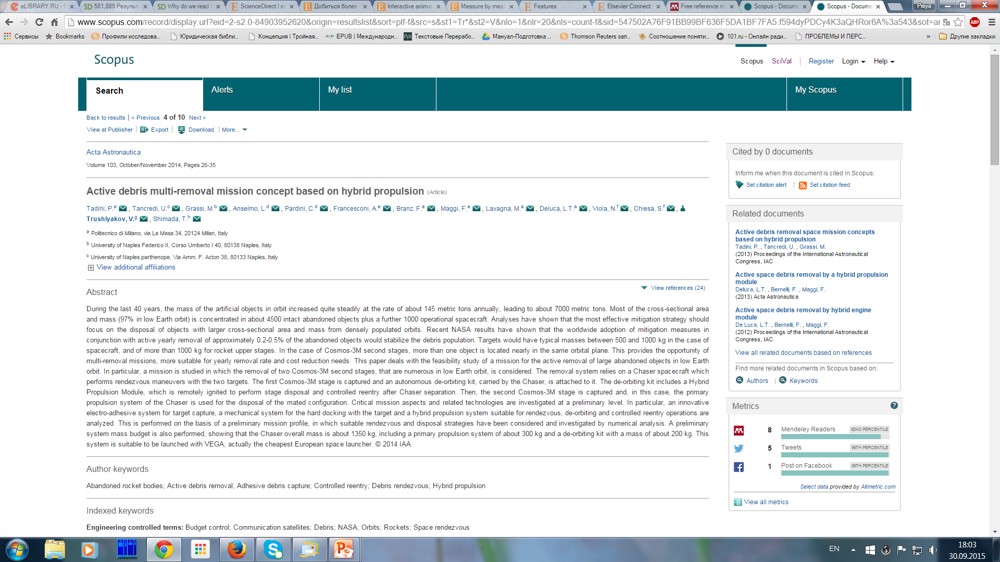 eLIBRARY.RU - F
581,889 Результ
Why do we read
ScienceDirect | ве
Добиться более
Interactive animat
Measure by meas
Features
Elsevier Connect
Free reference m
Scopus - Docume
Scopus - Docume
Pisya
www.scopus.com/record/display.url?eid=2-s2.0-84903952620&origin=resultslist&sort=plf-f&src=s&st1=Tr*&st2=V&nlo=1&nlr=20&nls=count-f&sid=547502A76F91BB99BF636F5DA1BF7FA5.f594dyPDCy4K3aQHRor6A%3a543&sot=ar
ABP
Сервисы
Bookmarks
Профили исследова...
Юридическая библи...
Концепция | Тройная...
EPUB | Международн...
Текстовые Перерабо...
Мануал-Подготовка ...
Thomson Reuters зап...
Соотношение поняти...
101.ru - Онлайн ради...
ПРОБЛЕМЫ И ПЕРС...
»
Другие закладки
Scopus
Scopus SciVal Register Login Help
Search Alerts My list My Scopus
Back to results | < Previous 4 of 10 Next >
View at Publisher | Export | Download | More...
Acta Astronautica
Volume 103, October/November 2014, Pages 26-35
Active debris multi-removal mission concept based on hybrid propulsion (Article)
Tadini, P.a , Tancredi, U.c , Grassi, M.b , Anselmo, L.d , Pardini, C.d , Francesconi, A.e , Branz, F.e , Maggi, F.a , Lavagna, M.a , Deluca, L.T.a , Viola, N.f , Chiesa, S.f ,
Trushlyakov, V.g , Shimada, T.h
a Politecnico di Milano, via La Masa 34, 20124 Milan, Italy
b University of Naples Federico II, Corso Umberto I 40, 80138 Naples, Italy
c University of Naples parthenope, Via Amm. F. Acton 38, 80133 Naples, Italy
View additional affiliations
Abstract
View references (24)
During the last 40 years, the mass of the artificial objects in orbit increased quite steadily at the rate of about 145 metric tons annually, leading to about 7000 metric tons. Most of the cross-sectional area
and mass (97% in low Earth orbit) is concentrated in about 4500 intact abandoned objects plus a further 1000 operational spacecraft. Analyses have shown that the most effective mitigation strategy should
focus on the disposal of objects with larger cross-sectional area and mass from densely populated orbits. Recent NASA results have shown that the worldwide adoption of mitigation measures in
conjunction with active yearly removal of approximately 0.2-0.5% of the abandoned objects would stabilize the debris population. Targets would have typical masses between 500 and 1000 kg in the case of
spacecraft, and of more than 1000 kg for rocket upper stages. In the case of Cosmos-3M second stages, more than one object is located nearly in the same orbital plane. This provides the opportunity of
multi-removal missions, more suitable for yearly removal rate and cost reduction needs. This paper deals with the feasibility study of a mission for the active removal of large abandoned objects in low Earth
orbit. In particular, a mission is studied in which the removal of two Cosmos-3M second stages, that are numerous in low Earth orbit, is considered. The removal system relies on a Chaser spacecraft which
performs rendezvous maneuvers with the two targets. The first Cosmos-3M stage is captured and an autonomous de-orbiting kit, carried by the Chaser, is attached to it. The de-orbiting kit includes a Hybrid
Propulsion Module, which is remotely ignited to perform stage disposal and controlled reentry after Chaser separation. Then, the second Cosmos-3M stage is captured and, in this case, the primary
propulsion system of the Chaser is used for the disposal of the mated configuration. Critical mission aspects and related technologies are investigated at a preliminary level. In particular, an innovative
electro-adhesive system for target capture, a mechanical system for the hard docking with the target and a hybrid propulsion system suitable for rendezvous, de-orbiting and controlled reentry operations are
analyzed. This is performed on the basis of a preliminary mission profile, in which suitable rendezvous and disposal strategies have been considered and investigated by numerical analysis. A preliminary
system mass budget is also performed, showing that the Chaser overall mass is about 1350 kg, including a primary propulsion system of about 300 kg and a de-orbiting kit with a mass of about 200 kg. This
system is suitable to be launched with VEGA, actually the cheapest European space launcher. © 2014 IAA.
Author keywords
Abandoned rocket bodies; Active debris removal; Adhesive debris capture; Controlled reentry; Debris rendezvous; Hybrid propulsion
Indexed keywords
Engineering controlled terms: Budget control; Communication satellites; Debris; NASA; Orbits; Rockets; Space rendezvous
Cited by 0 documents
Inform me when this document is cited in Scopus:
Set citation alert | Set citation feed
Related documents
Active debris removal space mission concepts
based on hybrid propulsion
Tadini, P. , Tancredi, U. , Grassi, M.
(2013) Proceedings of the International Astronautical
Congress, IAC
Active space debris removal by a hybrid propulsion
module
Deluca, L.T. , Bernelli, F. , Maggi, F.
(2013) Acta Astronautica
Active space debris removal by hybrid engine
module
De Luca, L.T. , Bernelli, F. , Maggi, F.
(2012) Proceedings of the International Astronautical
Congress, IAC
View all related documents based on references
Find more related documents in Scopus based on:
Authors | Keywords
Metrics ?
8 Mendeley Readers 92ND PERCENTILE
5 Tweets 99TH PERCENTILE
1 Post on Facebook 99TH PERCENTILE
Select data provided by Altmetric.com
View all metrics
EN
18:03
30.09.2015